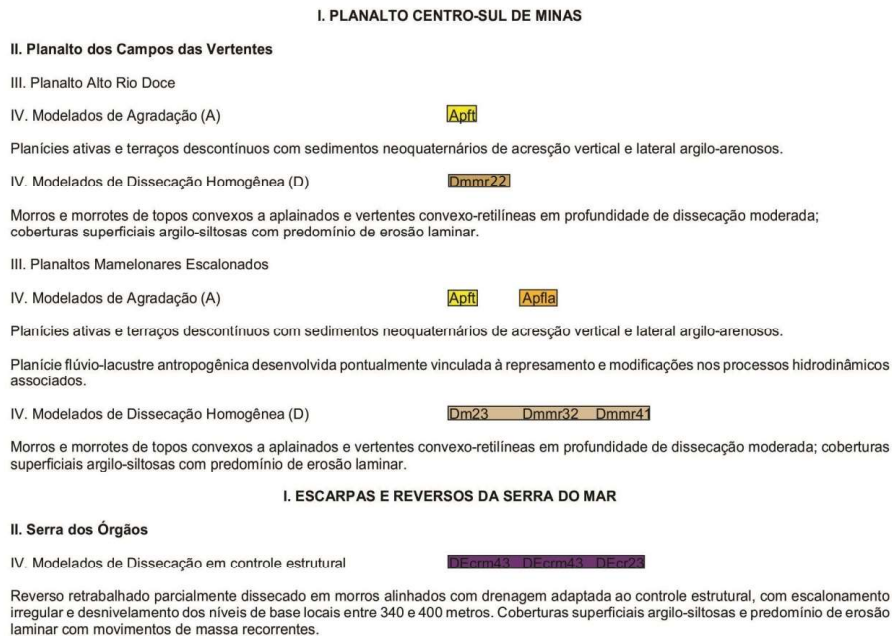 I. PLANALTO CENTRO-SUL DE MINAS
II. Planalto dos Campos das Vertentes
III. Planalto Alto Rio Doce
IV. Modelados de Agradação (A) Apft
Planícies ativas e terraços descontínuos com sedimentos neoquaternários de acresção vertical e lateral argilo-arenosos.
IV. Modelados de Dissecação Homogênea (D) Dmmr22
Morros e morrotes de topos convexos a aplainados e vertentes convexo-retilíneas em profundidade de dissecação moderada;
coberturas superficiais argilo-siltosas com predomínio de erosão laminar.
III. Planaltos Mamelonares Escalonados
IV. Modelados de Agradação (A) Apft Apfla
Planícies ativas e terraços descontínuos com sedimentos neoquaternários de acresção vertical e lateral argilo-arenosos.
Planície flúvio-lacustre antropogênica desenvolvida pontualmente vinculada à represamento e modificações nos processos hidrodinâmicos
associados.
IV. Modelados de Dissecação Homogênea (D) Dm23 Dmmr32 Dmmr41
Morros e morrotes de topos convexos a aplainados e vertentes convexo-retilíneas em profundidade de dissecação moderada; coberturas
superficiais argilo-siltosas com predomínio de erosão laminar.
I. ESCARPAS E REVERSOS DA SERRA DO MAR
II. Serra dos Órgãos
IV. Modelados de Dissecação em controle estrutural DEcrm43 DEcrm43 DEcr23
Reverso retrabalhado parcialmente dissecado em morros alinhados com drenagem adaptada ao controle estrutural, com escalonamento
irregular e desnivelamento dos níveis de base locais entre 340 e 400 metros. Coberturas superficiais argilo-siltosas e predomínio de erosão
laminar com movimentos de massa recorrentes.